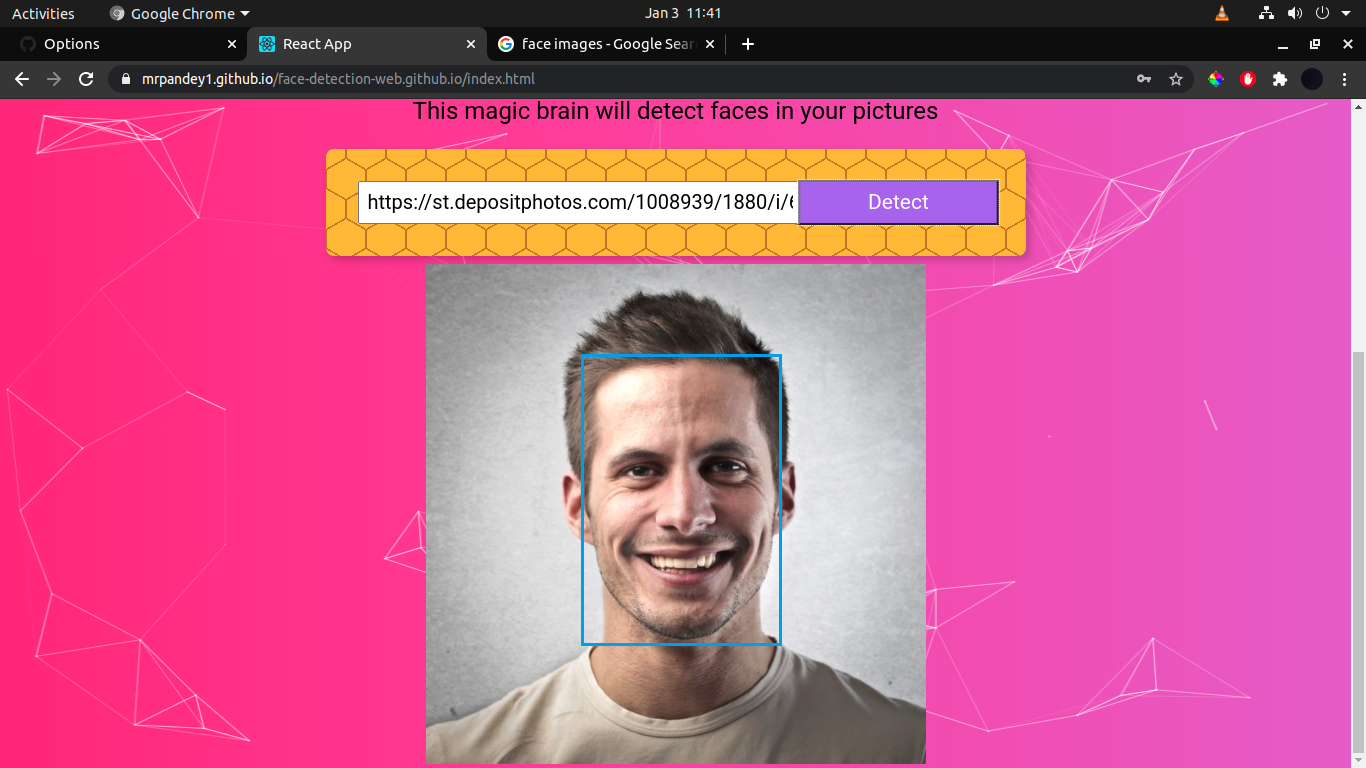 Activities
Google Chrome
Jan 3 11:41
Options
React App
face images - Google Sear
mrpandey1.github.io/face-detection-web.github.io/index.html
This magic brain will detect faces in your pictures
https://st.depositphotos.com/1008939/1880/i/6
Detect